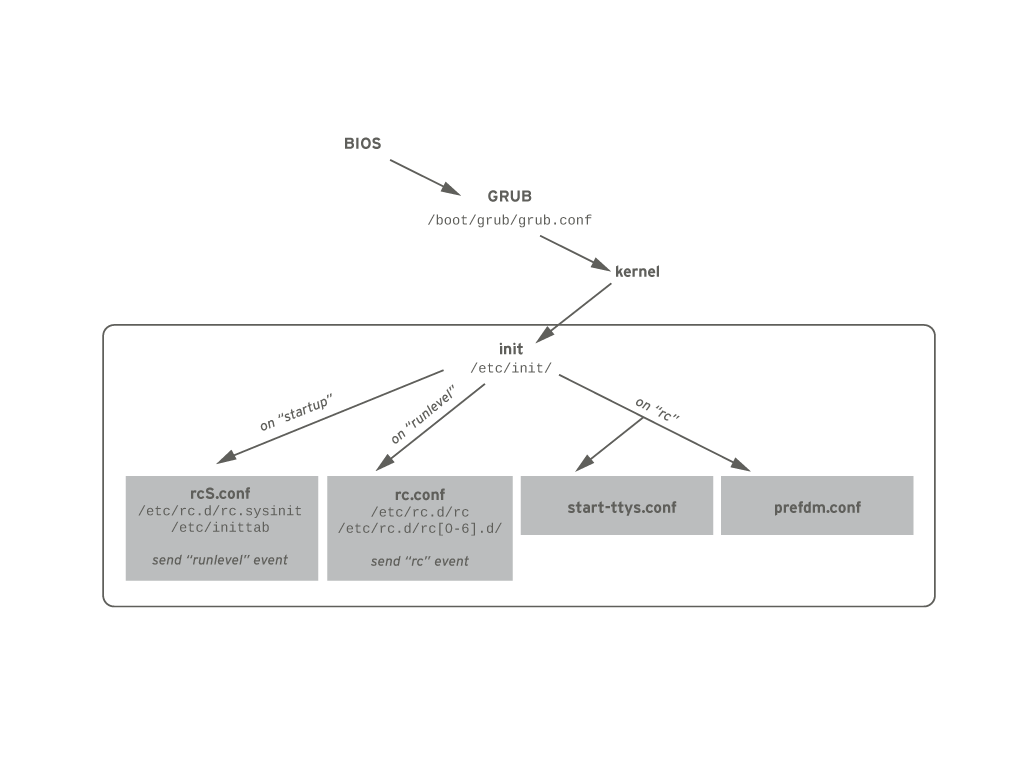 BIOS
GRUB
/boot/grub/grub.conf
kernel
init
/etc/init/
on “startup”
on “runlevel”
on “rc”
rcS.conf
/etc/rc.d/rc.sysinit
/etc/inittab
send “runlevel” event
rc.conf
/etc/rc.d/rc
/etc/rc.d/rc[0-6].d/
send “rc” event
start-ttys.conf
prefdm.conf